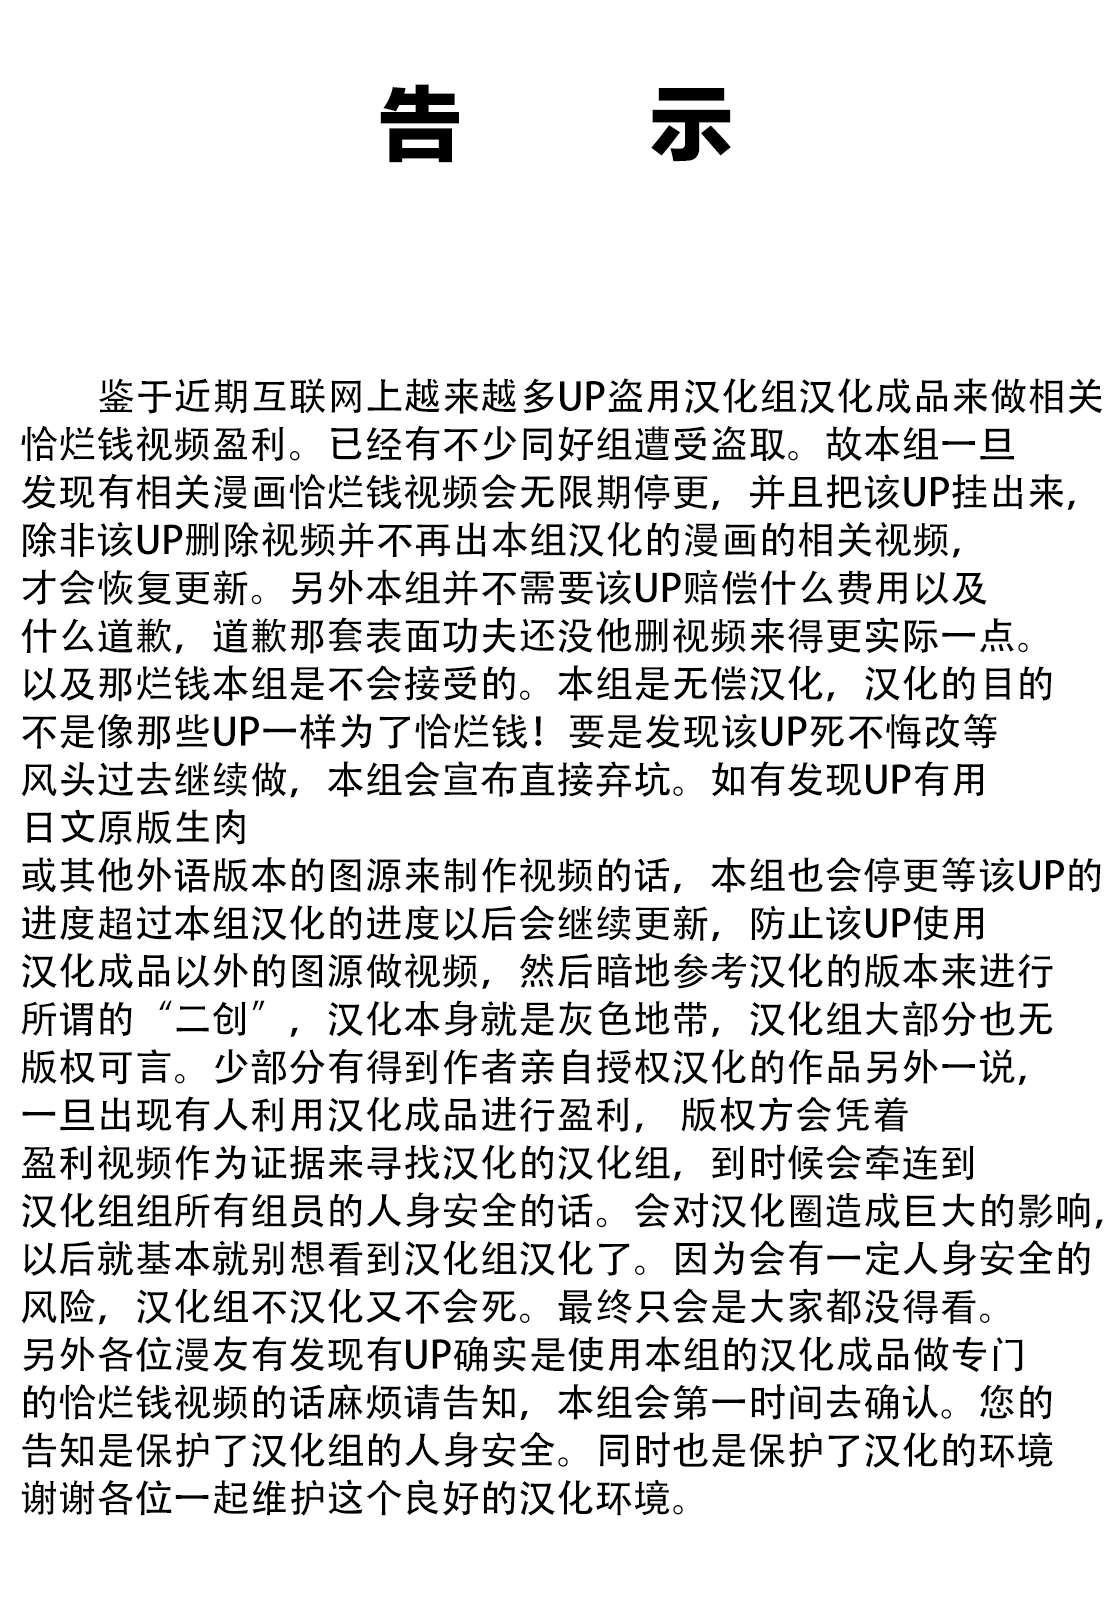 告 示
鉴于近期互联网上越来越多UP盗用汉化组汉化成品来做相关
恰烂钱视频盈利。已经有不少同好组遭受盗取。故本组一旦
发现有相关漫画恰烂钱视频会无限期停更，并且把该UP挂出来，
除非该UP删除视频并不再出本组汉化的漫画的相关视频，
才会恢复更新。另外本组并不需要该UP赔偿什么费用以及
什么道歉，道歉那套表面功夫还没他删视频来得更实际一点。
以及那烂钱本组是不会接受的。本组是无偿汉化，汉化的目的
不是像那些UP一样为了恰烂钱！要是发现该UP死不悔改等
风头过去继续做，本组会宣布直接弃坑。如有发现UP有用
日文原版生肉
或其他外语版本的图源来制作视频的话，本组也会停更等该UP的
进度超过本组汉化的进度以后会继续更新，防止该UP使用
汉化成品以外的图源做视频，然后暗地参考汉化的版本来进行
所谓的“二创”，汉化本身就是灰色地带，汉化组大部分也无
版权可言。少部分有得到作者亲自授权汉化的作品另外一说，
一旦出现有人利用汉化成品进行盈利， 版权方会凭着
盈利视频作为证据来寻找汉化的汉化组，到时候会牵连到
汉化组组所有组员的人身安全的话。会对汉化圈造成巨大的影响，
以后就基本就别想看到汉化组汉化了。因为会有一定人身安全的
风险，汉化组不汉化又不会死。最终只会是大家都没得看。
另外各位漫友有发现有UP确实是使用本组的汉化成品做专门
的恰烂钱视频的话麻烦请告知，本组会第一时间去确认。您的
告知是保护了汉化组的人身安全。同时也是保护了汉化的环境
谢谢各位一起维护这个良好的汉化环境。